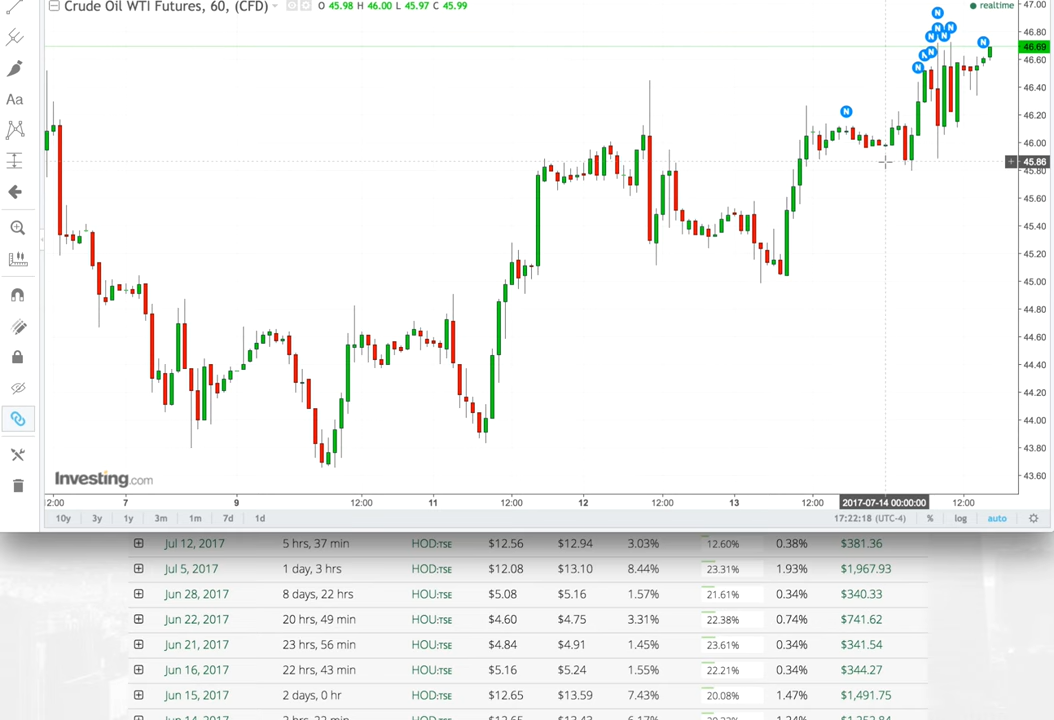 Crude Oil WTI Futures, 60, (CFD) O 45.98 H 46.00 L 45.97 C 45.99
realtime
47.00
46.80
46.69
46.60
46.40
46.20
46.00
45.86
45.80
45.60
45.40
45.20
45.00
44.80
44.60
44.40
44.20
44.00
43.80
43.60
Aa
N
N
N
N
N
N
N
N
N
Investing.com
2:00 7 9 12:00 11 12:00 12 12:00 13 12:00 2017-07-14 00:00:00 12:00
10y 3y 1y 3m 1m 7d 1d 17:22:18 (UTC-4) % log auto
Jul 12, 2017 5 hrs, 37 min HOD:TSE $12.56 $12.94 3.03% 12.60% 0.38% $381.36
Jul 5, 2017 1 day, 3 hrs HOD:TSE $12.08 $13.10 8.44% 23.31% 1.93% $1,967.93
Jun 28, 2017 8 days, 22 hrs HOU:TSE $5.08 $5.16 1.57% 21.61% 0.34% $340.33
Jun 22, 2017 20 hrs, 49 min HOU:TSE $4.60 $4.75 3.31% 22.38% 0.74% $741.62
Jun 21, 2017 23 hrs, 56 min HOU:TSE $4.84 $4.91 1.45% 23.61% 0.34% $341.54
Jun 16, 2017 22 hrs, 43 min HOU:TSE $5.16 $5.24 1.55% 22.21% 0.34% $344.27
Jun 15, 2017 2 days, 0 hr HOD:TSE $12.65 $13.59 7.43% 20.08% 1.47% $1,491.75